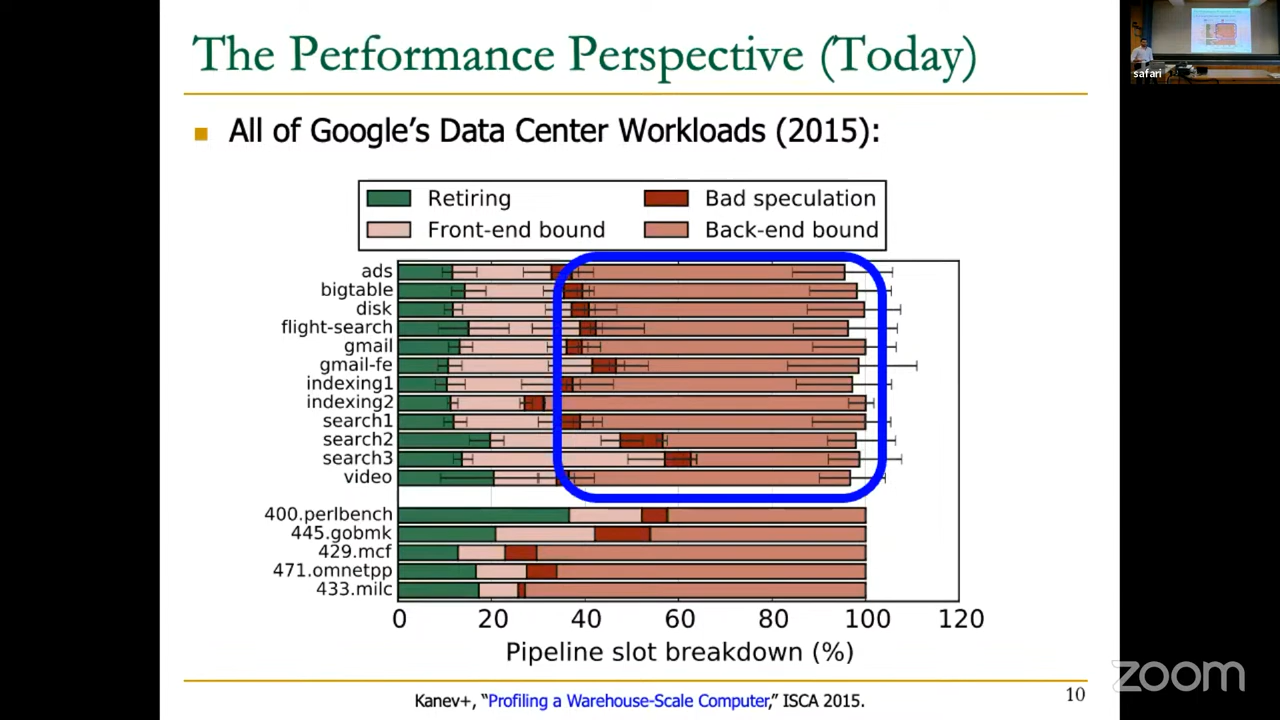 The Performance Perspective (Today)
safari
All of Google's Data Center Workloads (2015):
Retiring
Bad speculation
Front-end bound
Back-end bound
ads
bigtable
disk
flight-search
gmail
gmail-fe
indexing1
indexing2
search1
search2
search3
video
400.perlbench
445.gobmk
429.mcf
471.omnetpp
433.milc
0 20 40 60 80 100 120
Pipeline slot breakdown (%)
Kanev+, “Profiling a Warehouse-Scale Computer,” ISCA 2015.
10
zoom